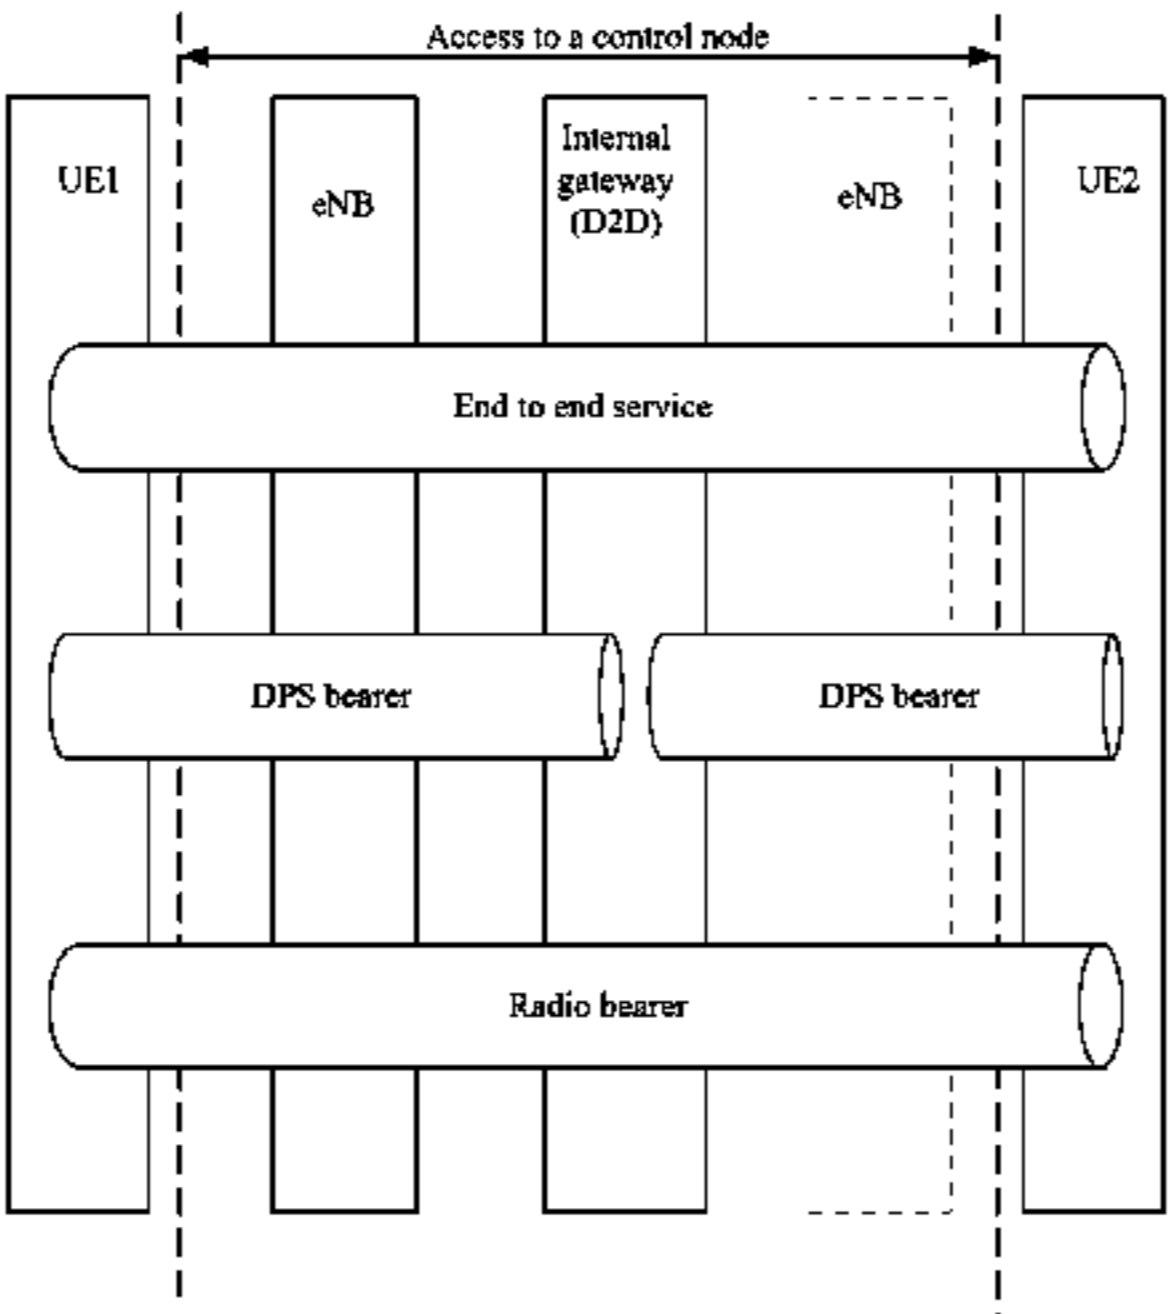 Access to a control node
UE1
eNB
Internal
gateway
(D2D)
eNB
UE2
End to end service
DPS bearer
DPS bearer
Radio bearer